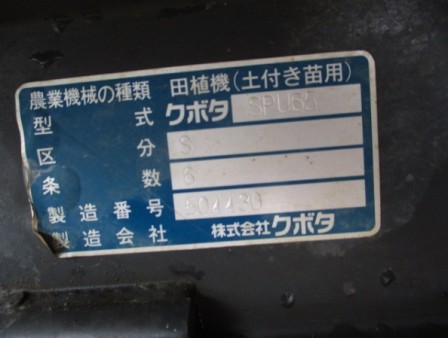 農業機械の種類 田植機(土付き苗用)
型式 クボタ SPU65
区分 S
条数 6
製造番号
製造会社 株式会社クボタ